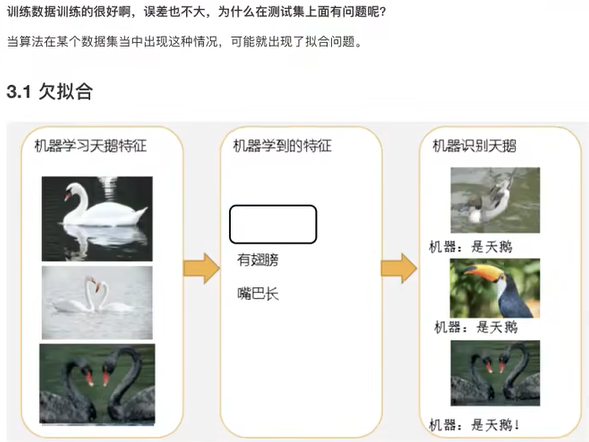 训练数据训练的很好啊，误差也不大，为什么在测试集上面有问题呢?
当算法在某个数据集当中出现这种情况，可能就出现了拟合问题。
3.1 欠拟合
机器学习天鹅特征
机器学到的特征
有翅膀
嘴巴长
机器识别天鹅
机器：是天鹅
机器：是天鹅
机器：是天鹅!